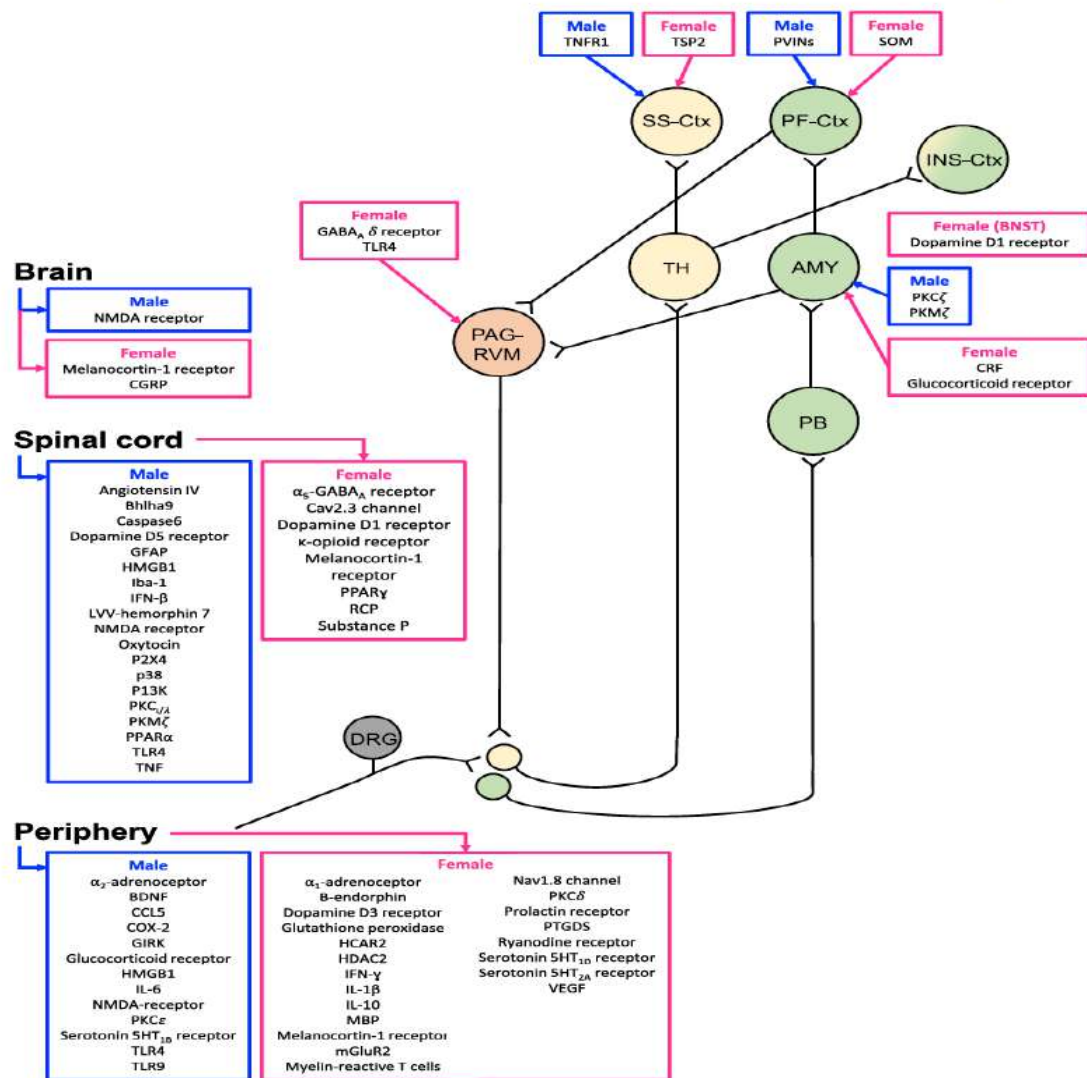 Male
TNFR1
Female
TSP2
Male
PVINs
Female
SOM
SS-Ctx
PF-Ctx
INS-Ctx
Female
GABA_A δ receptor
TLR4
Female (BNST)
Dopamine D1 receptor
TH
AMY
Male
PKCζ
PKMζ
Brain
Male
NMDA receptor
PAG-
RVM
Female
Melanocortin-1 receptor
CGRP
Female
CRF
Glucocorticoid receptor
PB
Spinal cord
Male
Angiotensin IV
Bhlha9
Caspase6
Dopamine D5 receptor
GFAP
HMGB1
Iba-1
IFN-β
LVV-hemorphin 7
NMDA receptor
Oxytocin
P2X4
p38
P13K
PKCι/λ
PKMζ
PPARα
TLR4
TNF
Female
α5-GABA_A receptor
Cav2.3 channel
Dopamine D1 receptor
κ-opioid receptor
Melanocortin-1
receptor
PPARγ
RCP
Substance P
DRG
Periphery
Male
α2-adrenoceptor
BDNF
CCL5
COX-2
GIRK
Glucocorticoid receptor
HMGB1
IL-6
NMDA-receptor
PKCε
Serotonin 5HT1B receptor
TLR4
TLR9
Female
α1-adrenoceptor
B-endorphin
Dopamine D3 receptor
Glutathione peroxidase
HCAR2
HDAC2
IFN-γ
IL-1β
IL-10
MBP
Melanocortin-1 receptor
mGluR2
Myelin-reactive T cells
Nav1.8 channel
PKCδ
Prolactin receptor
PTGDS
Ryanodine receptor
Serotonin 5HT1D receptor
Serotonin 5HT2A receptor
VEGF